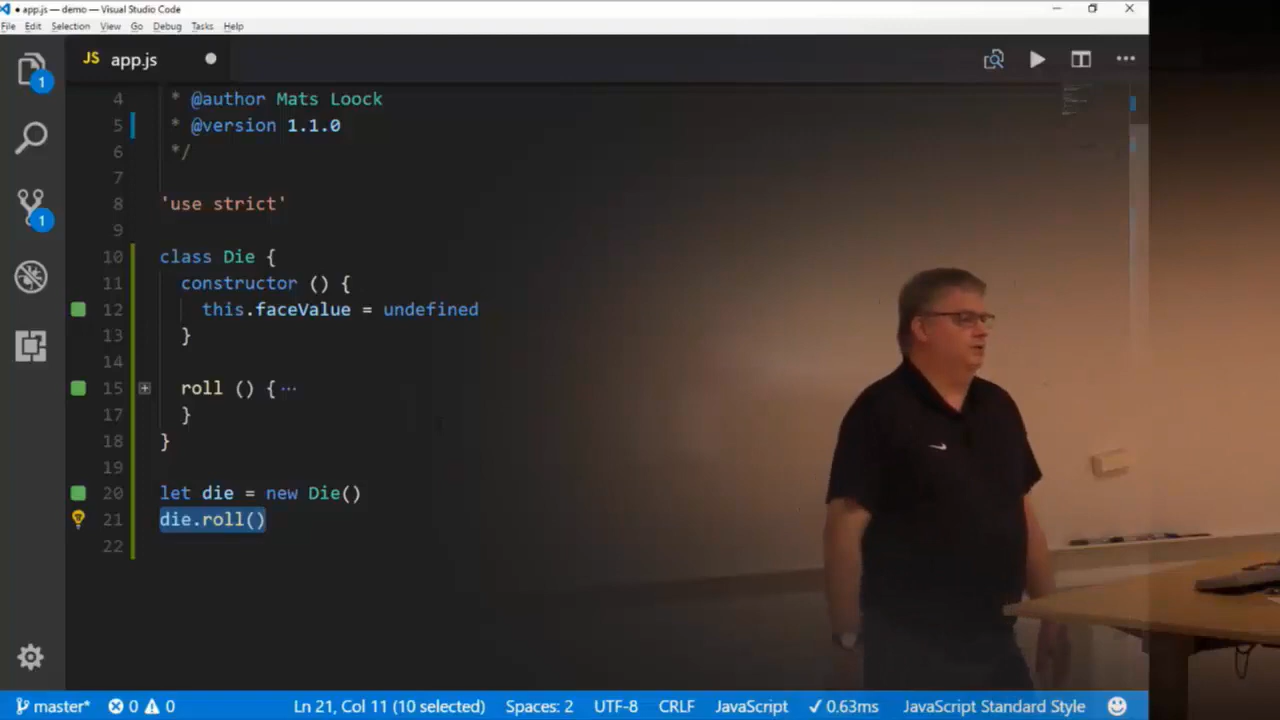 app.js — demo — Visual Studio Code
File Edit Selection View Go Debug Tasks Help
JS app.js
4 * @author Mats Loock
5 * @version 1.1.0
6 */
7
8 'use strict'
9
10 class Die {
11 constructor () {
12 this.faceValue = undefined
13 }
14
15 roll () {···
17 }
18 }
19
20 let die = new Die()
21 die.roll()
22
1
1
master* 0 0 Ln 21, Col 11 (10 selected) Spaces: 2 UTF-8 CRLF JavaScript ✓ 0.63ms JavaScript Standard Style